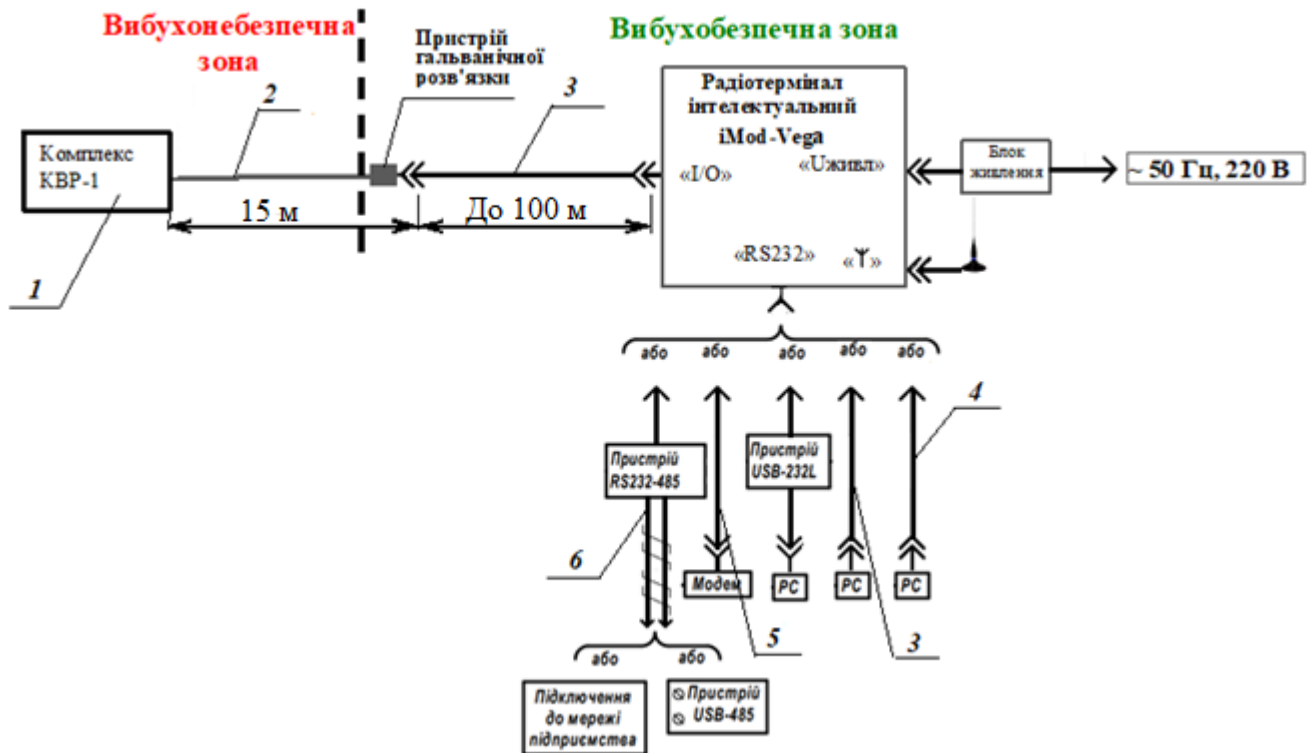 Вибухонебезпечна
зона
Пристрій
гальванічної
розв'язки
Вибухобезпечна зона
2
3
Комплекс
КВР-1
Радіотермінал
інтелектуальний
iMod-Vega
«I/O»
«Uживл»
«RS232»
«Ұ»
Блок
живлення
~ 50 Гц, 220 В
15 м
До 100 м
1
або
або
або
або
або
4
Пристрій
RS232-485
Пристрій
USB-232L
6
Модем
PC
PC
PC
5
3
або
або
Підключення
до мережі
підприємства
Пристрій
USB-485